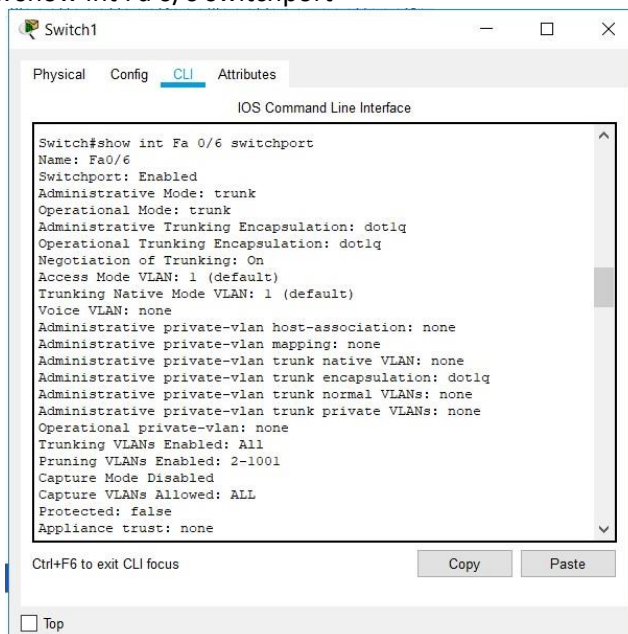 Switch1
Physical Config CLI Attributes
IOS Command Line Interface
Switch#show int Fa 0/6 switchport
Name: Fa0/6
Switchport: Enabled
Administrative Mode: trunk
Operational Mode: trunk
Administrative Trunking Encapsulation: dot1q
Operational Trunking Encapsulation: dot1q
Negotiation of Trunking: On
Access Mode VLAN: 1 (default)
Trunking Native Mode VLAN: 1 (default)
Voice VLAN: none
Administrative private-vlan host-association: none
Administrative private-vlan mapping: none
Administrative private-vlan trunk native VLAN: none
Administrative private-vlan trunk encapsulation: dot1q
Administrative private-vlan trunk normal VLANs: none
Administrative private-vlan trunk private VLANs: none
Operational private-vlan: none
Trunking VLANs Enabled: All
Pruning VLANs Enabled: 2-1001
Capture Mode Disabled
Capture VLANs Allowed: ALL
Protected: false
Appliance trust: none
Ctrl+F6 to exit CLI focus
Copy Paste
Top